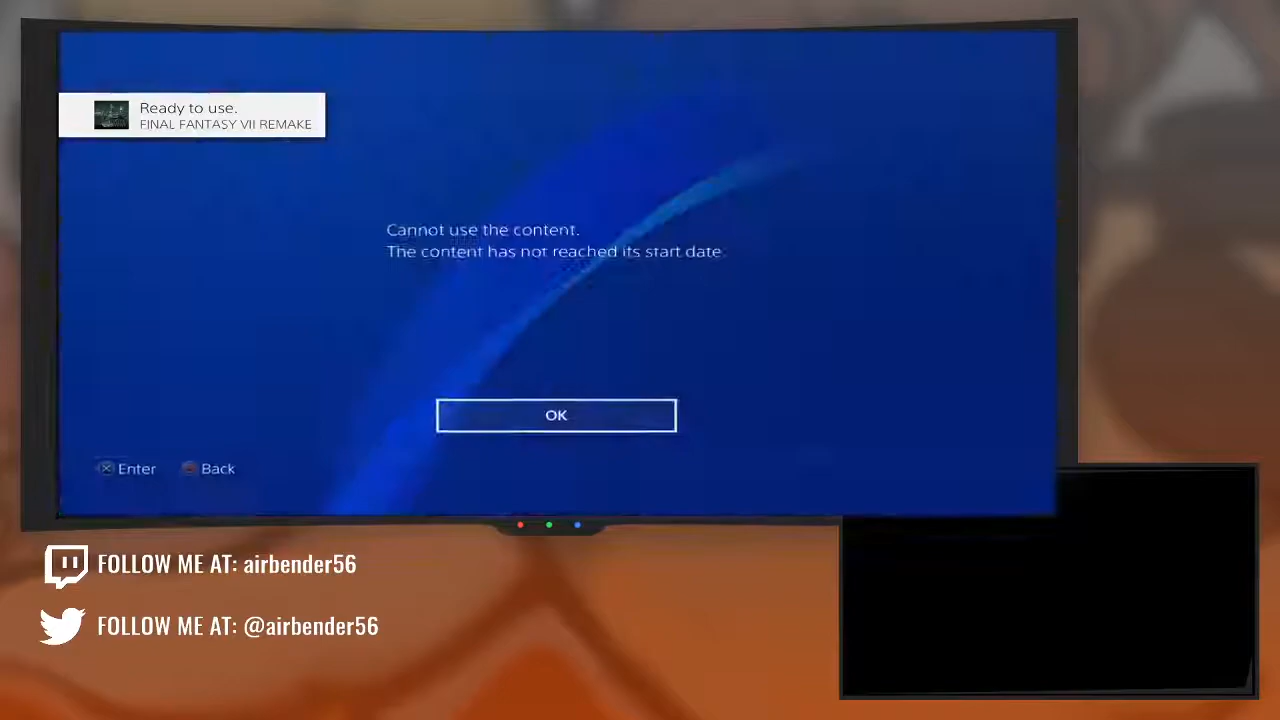 Ready to use.
FINAL FANTASY VII REMAKE
Cannot use the content.
The content has not reached its start date.
OK
Enter
Back
FOLLOW ME AT: airbender56
FOLLOW ME AT: @airbender56